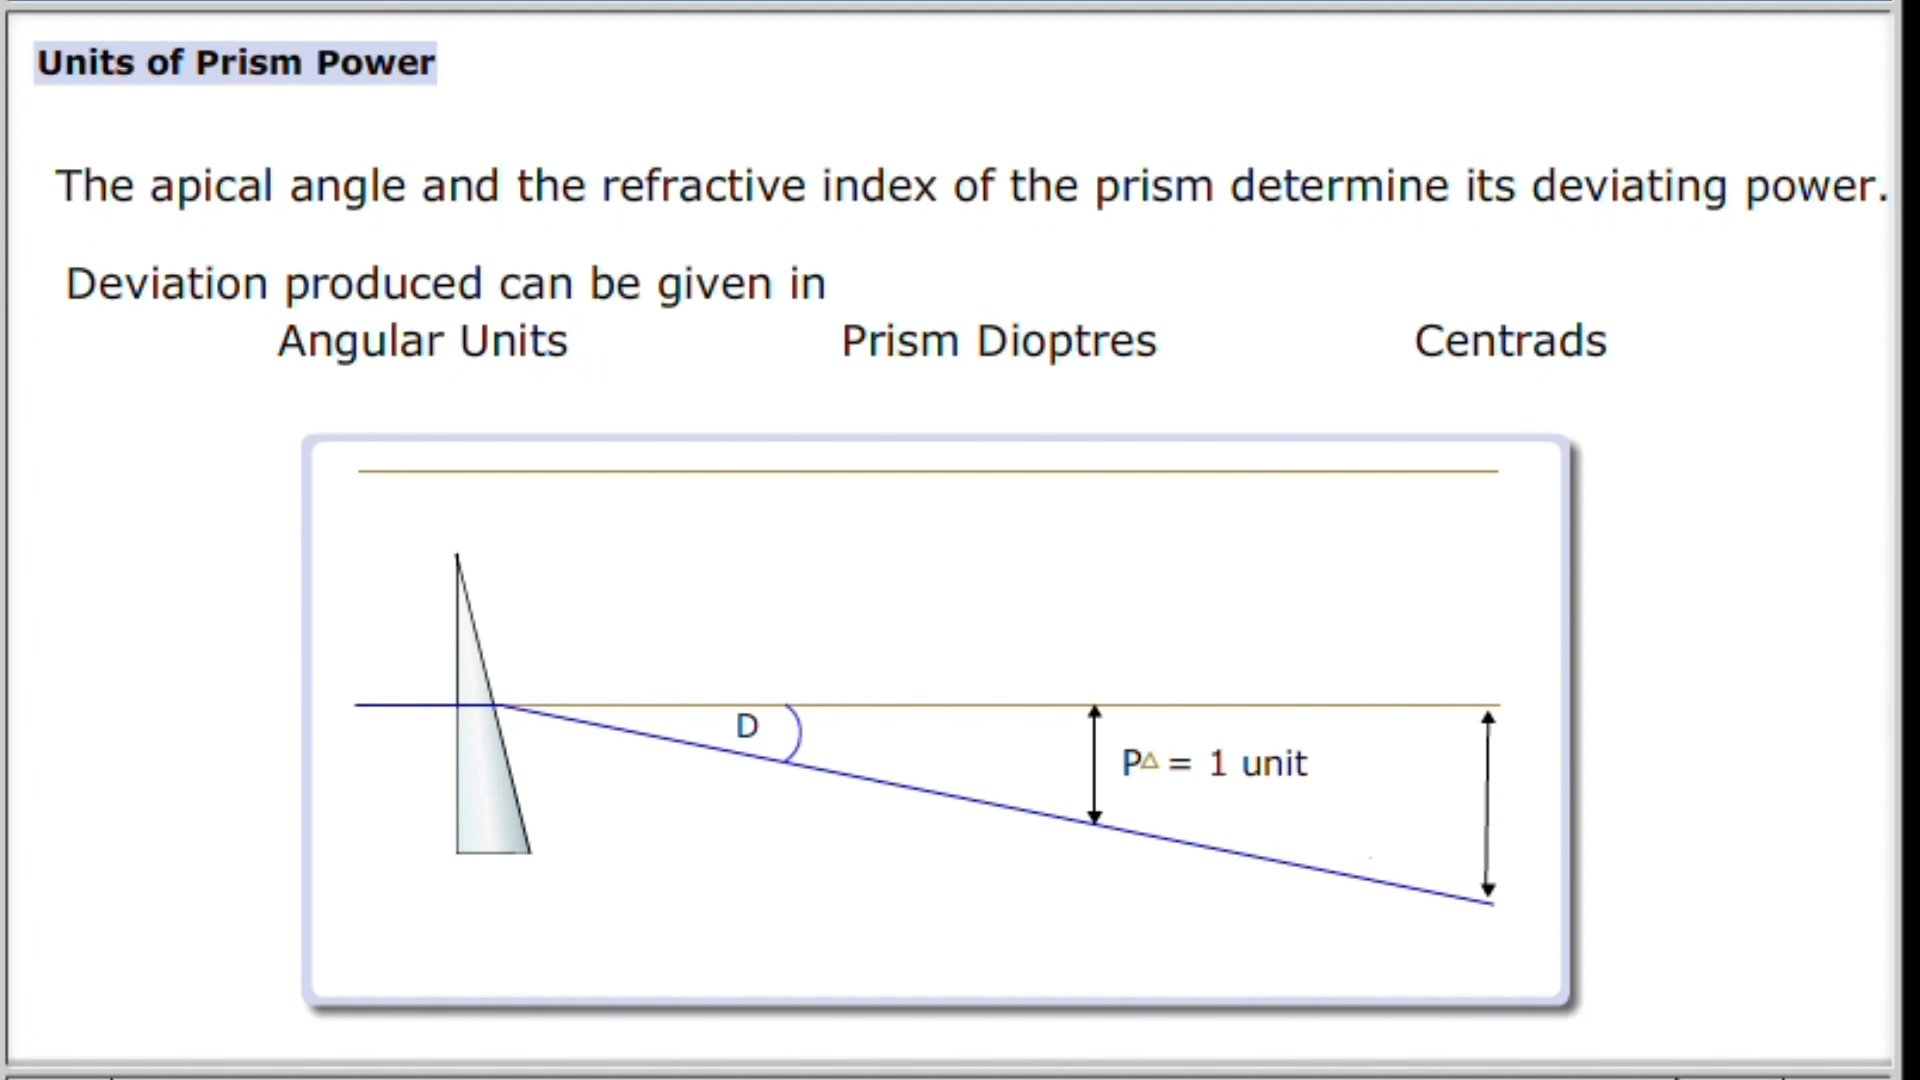 Units of Prism Power
The apical angle and the refractive index of the prism determine its deviating power.
Deviation produced can be given in
Angular Units Prism Dioptres Centrads
D
P△ = 1 unit